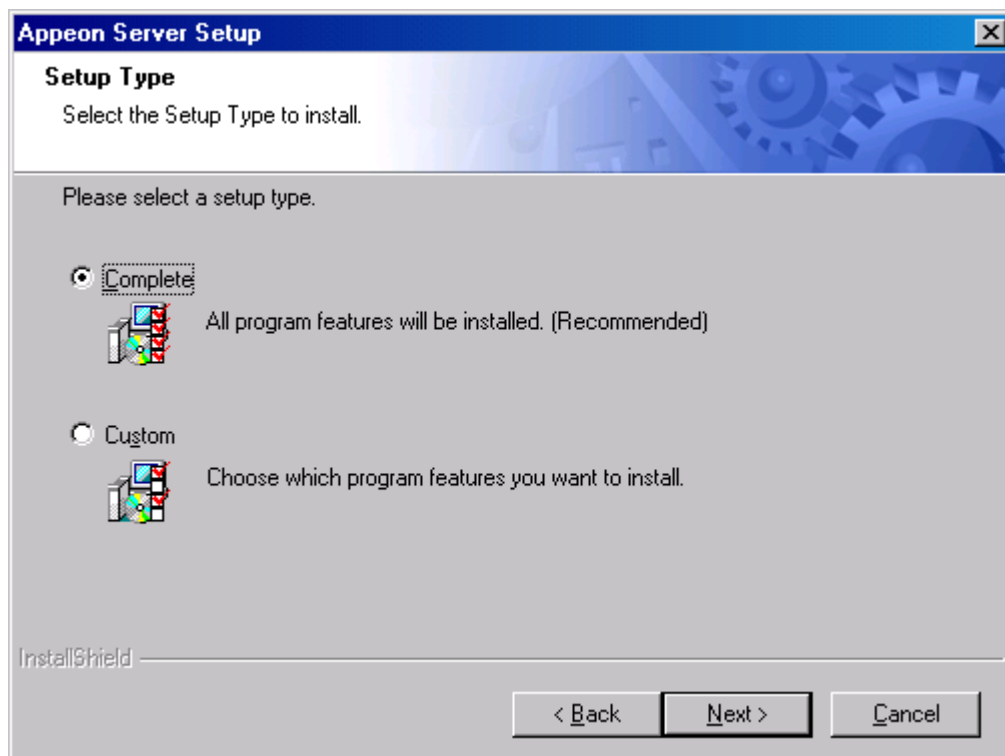 Appeon Server Setup
Setup Type
Select the Setup Type to install.
Please select a setup type.
Complete
All program features will be installed. (Recommended)
Custom
Choose which program features you want to install.
InstallShield
< Back
Next >
Cancel